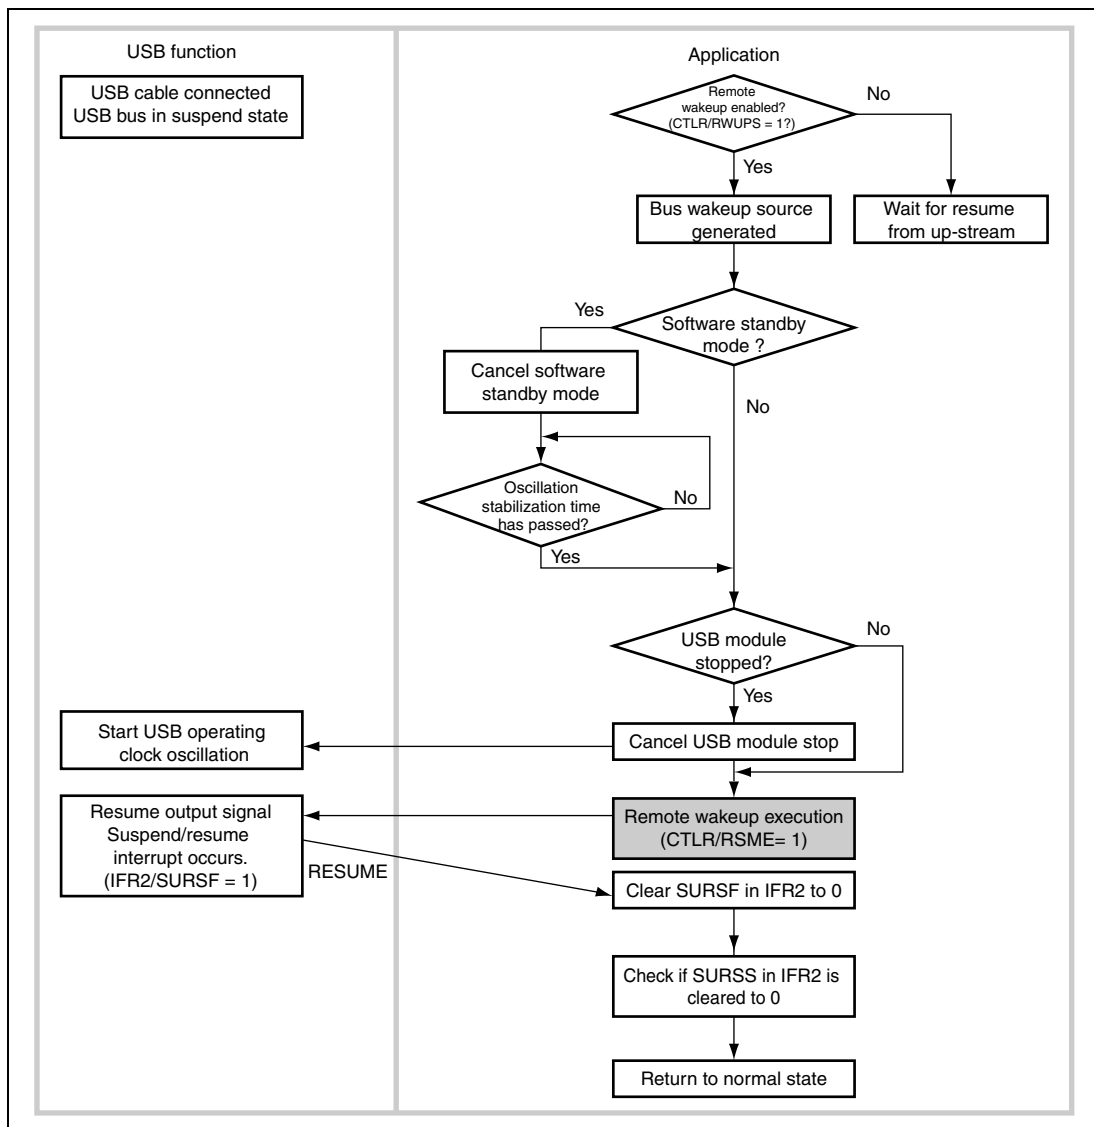 USB function
USB cable connected
USB bus in suspend state
Application
Remote
wakeup enabled?
(CTLR/RWUPS = 1?)
No
Yes
Bus wakeup source
generated
Wait for resume
from up-stream
Yes
Software standby
mode ?
Cancel software
standby mode
No
Oscillation
stabilization time
has passed?
No
Yes
USB module
stopped?
No
Yes
Start USB operating
clock oscillation
Cancel USB module stop
Resume output signal
Suspend/resume
interrupt occurs.
(IFR2/SURSF = 1)
RESUME
Remote wakeup execution
(CTLR/RSME= 1)
Clear SURSF in IFR2 to 0
Check if SURSS in IFR2 is
cleared to 0
Return to normal state